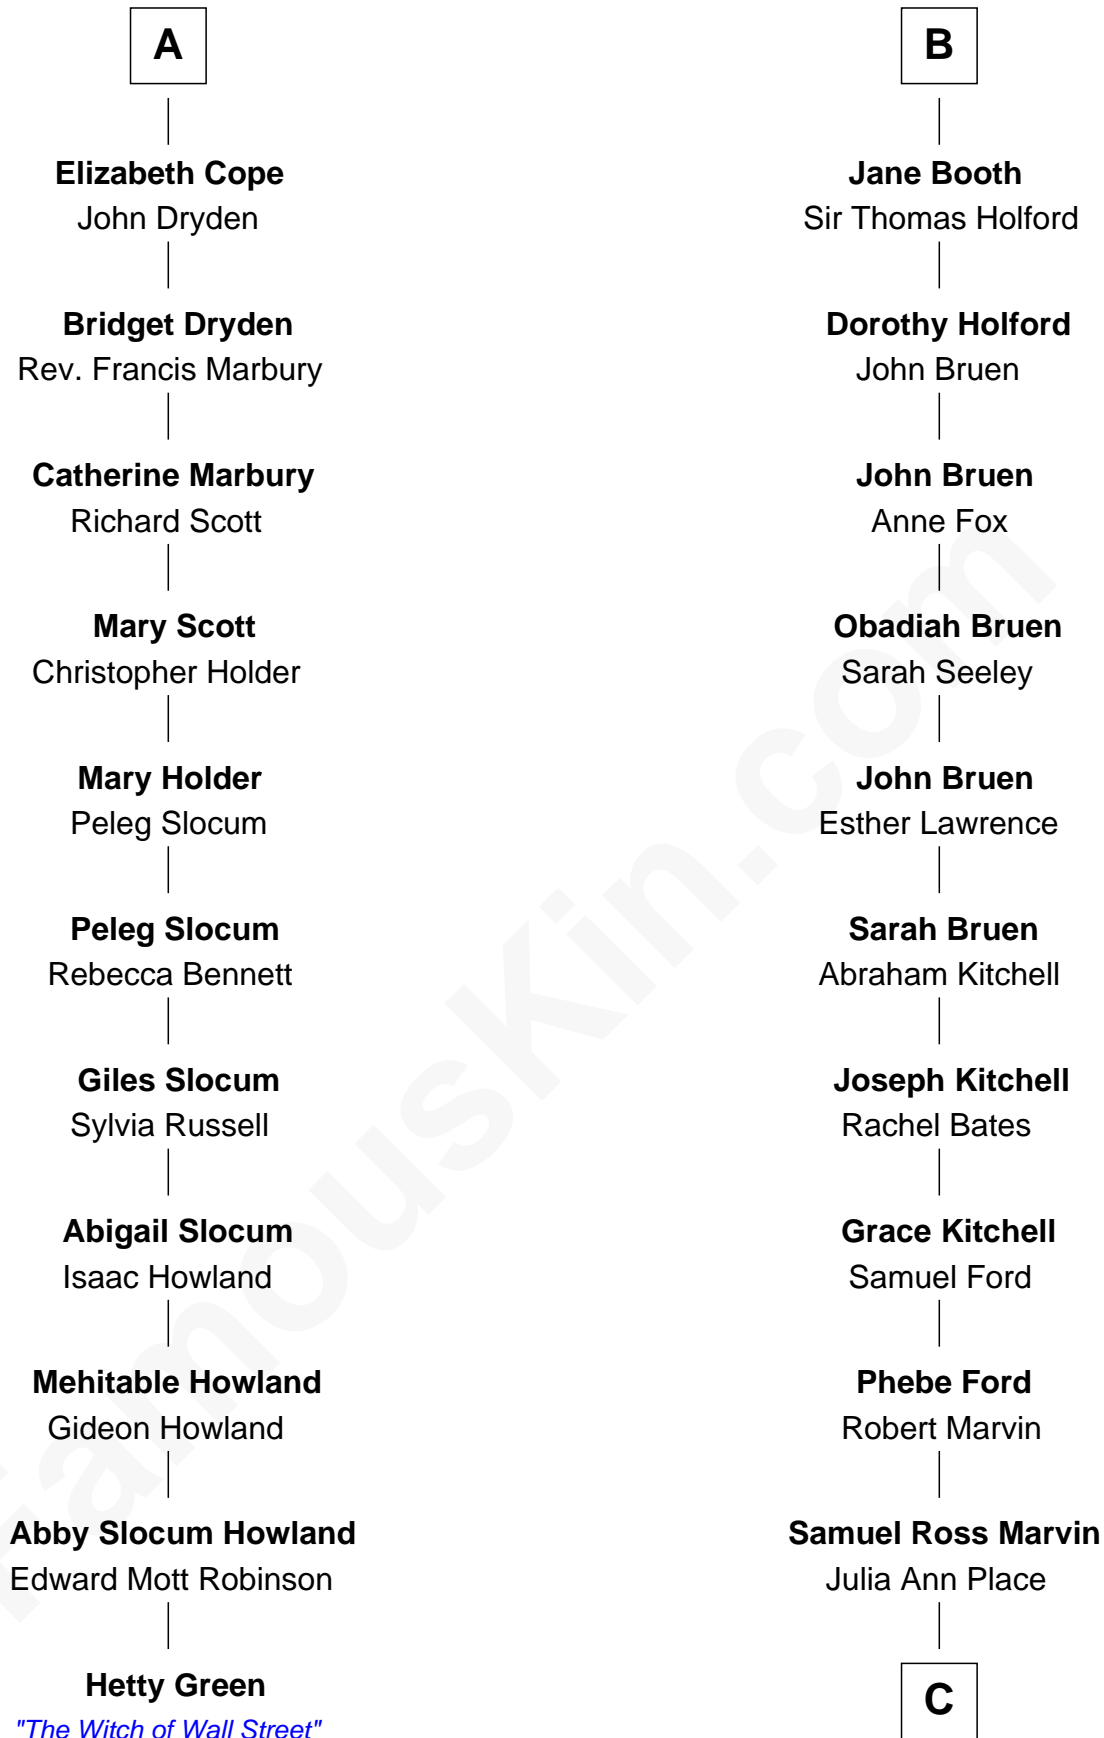 A
Elizabeth Cope
John Dryden
Bridget Dryden
Rev. Francis Marbury
Catherine Marbury
Richard Scott
Mary Scott
Christopher Holder
Mary Holder
Peleg Slocum
Peleg Slocum
Rebecca Bennett
Giles Slocum
Sylvia Russell
Abigail Slocum
Isaac Howland
Mehitable Howland
Gideon Howland
Abby Slocum Howland
Edward Mott Robinson
Hetty Green
"The Witch of Wall Street"
B
Jane Booth
Sir Thomas Holford
Dorothy Holford
John Bruen
John Bruen
Anne Fox
Obadiah Bruen
Sarah Seeley
John Bruen
Esther Lawrence
Sarah Bruen
Abraham Kitchell
Joseph Kitchell
Rachel Bates
Grace Kitchell
Samuel Ford
Phebe Ford
Robert Marvin
Samuel Ross Marvin
Julia Ann Place
C
FamousKin.com